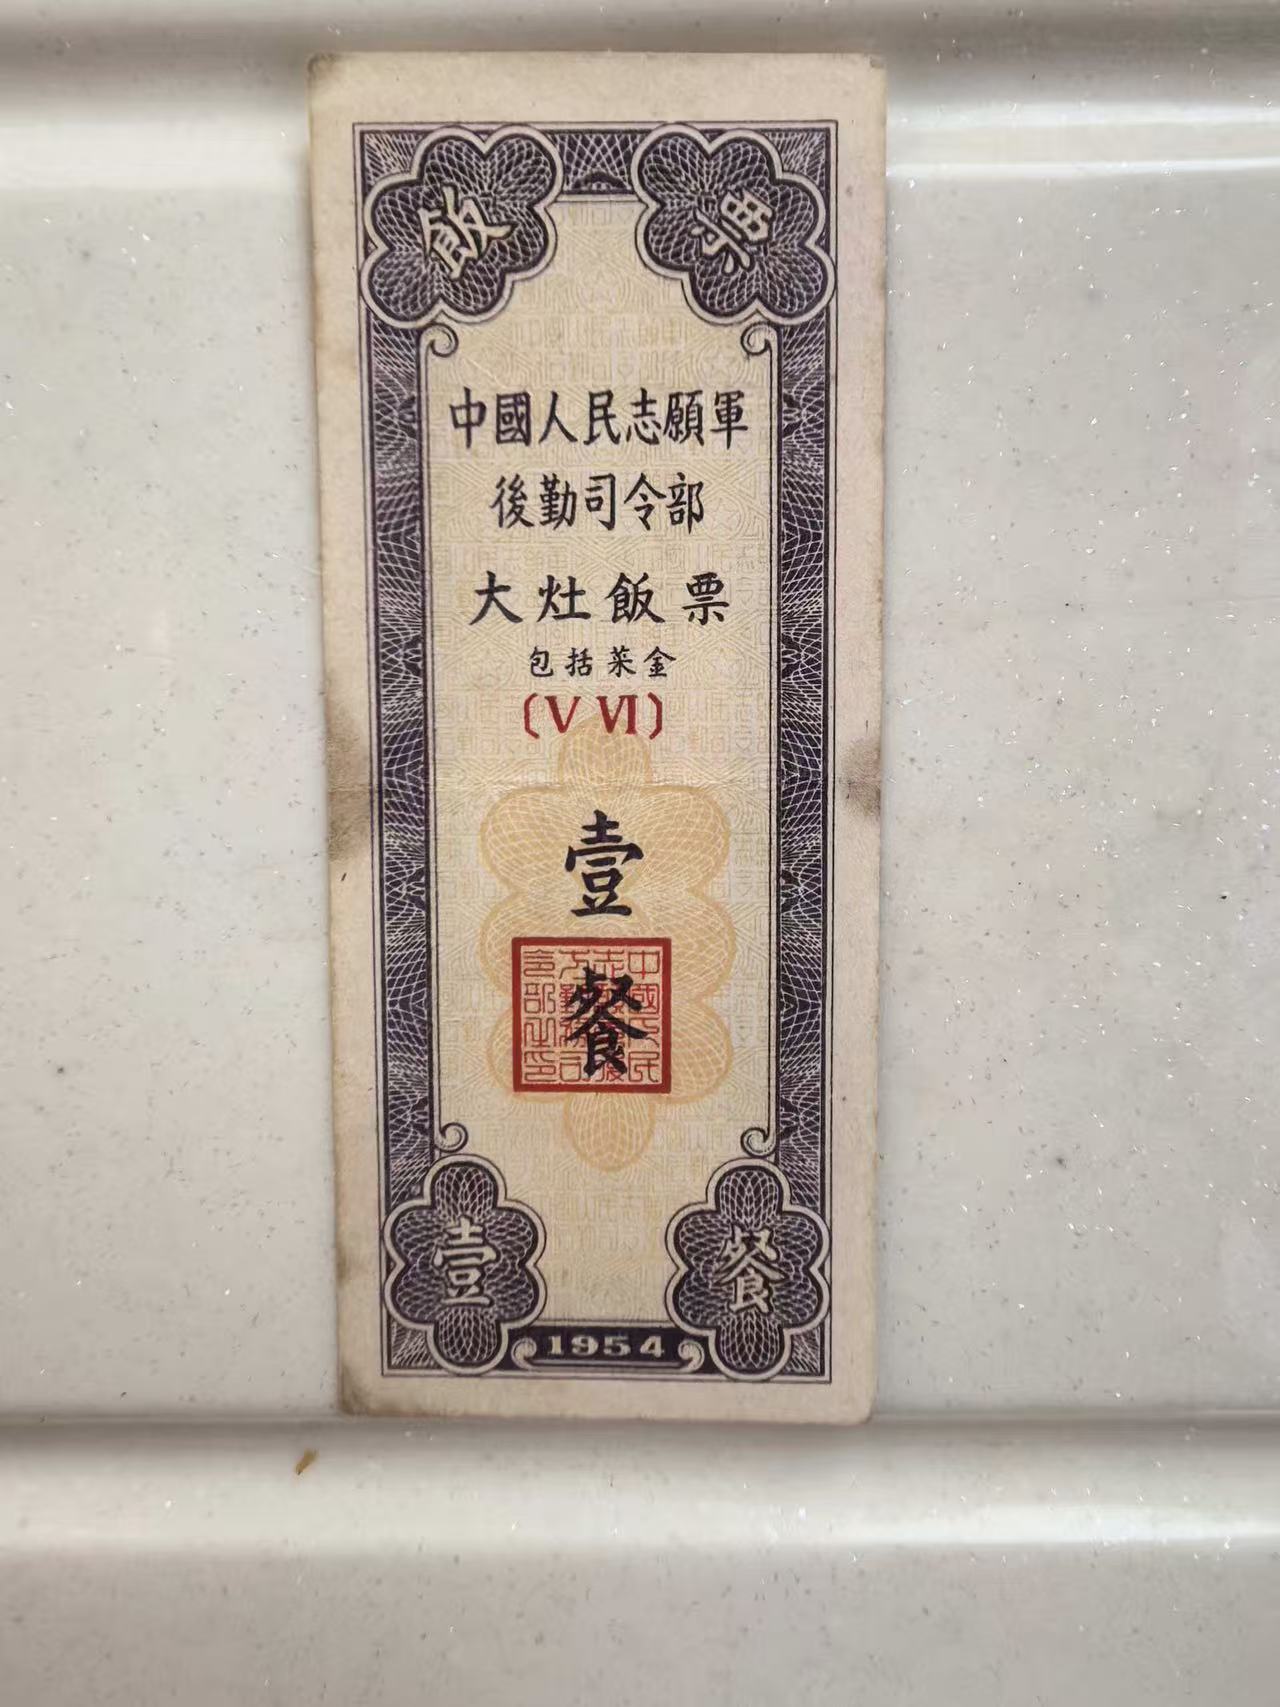 飯 票
中國人民志願軍
後勤司令部
大灶飯票
包括菜金
(V VI)
壹
餐
壹 餐
1954